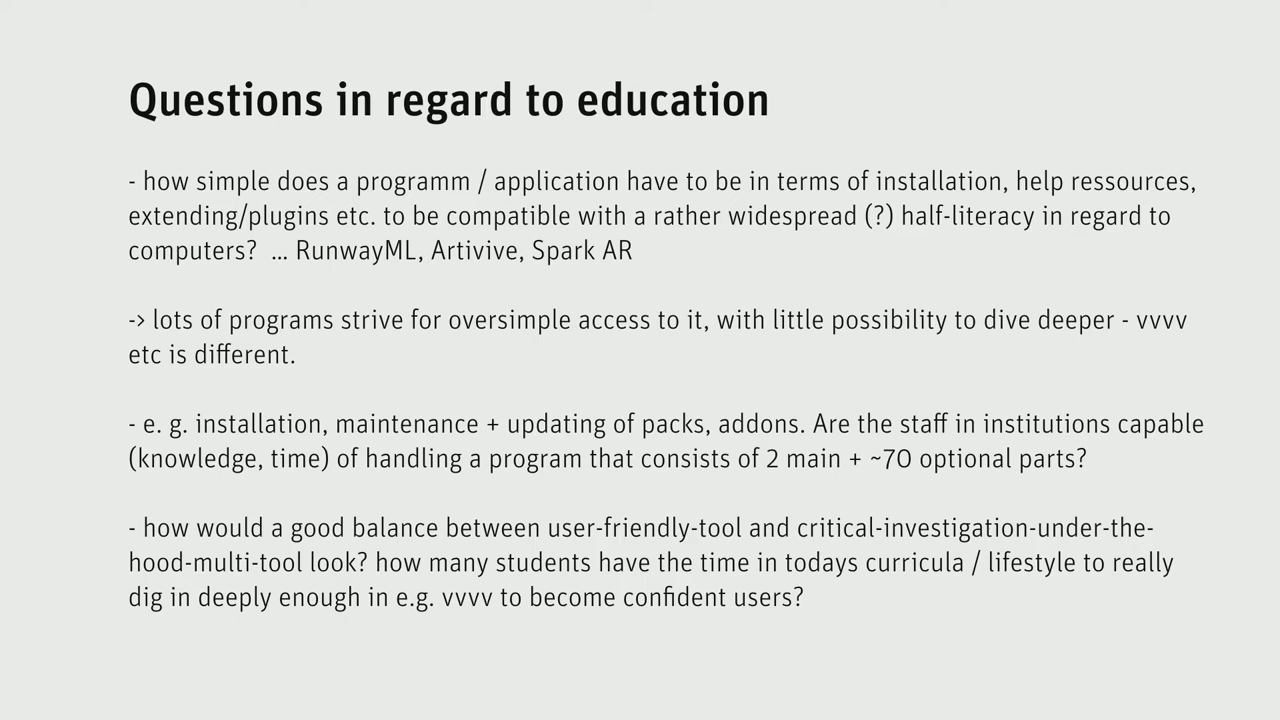 Questions in regard to education
- how simple does a programm / application have to be in terms of installation, help ressources,
extending/plugins etc. to be compatible with a rather widespread (?) half-literacy in regard to
computers?  ... RunwayML, Artivive, Spark AR
-> lots of programs strive for oversimple access to it, with little possibility to dive deeper - vvvv
etc is different.
- e. g. installation, maintenance + updating of packs, addons. Are the staff in institutions capable
(knowledge, time) of handling a program that consists of 2 main + ~70 optional parts?
- how would a good balance between user-friendly-tool and critical-investigation-under-the-
hood-multi-tool look? how many students have the time in todays curricula / lifestyle to really
dig in deeply enough in e.g. vvvv to become confident users?